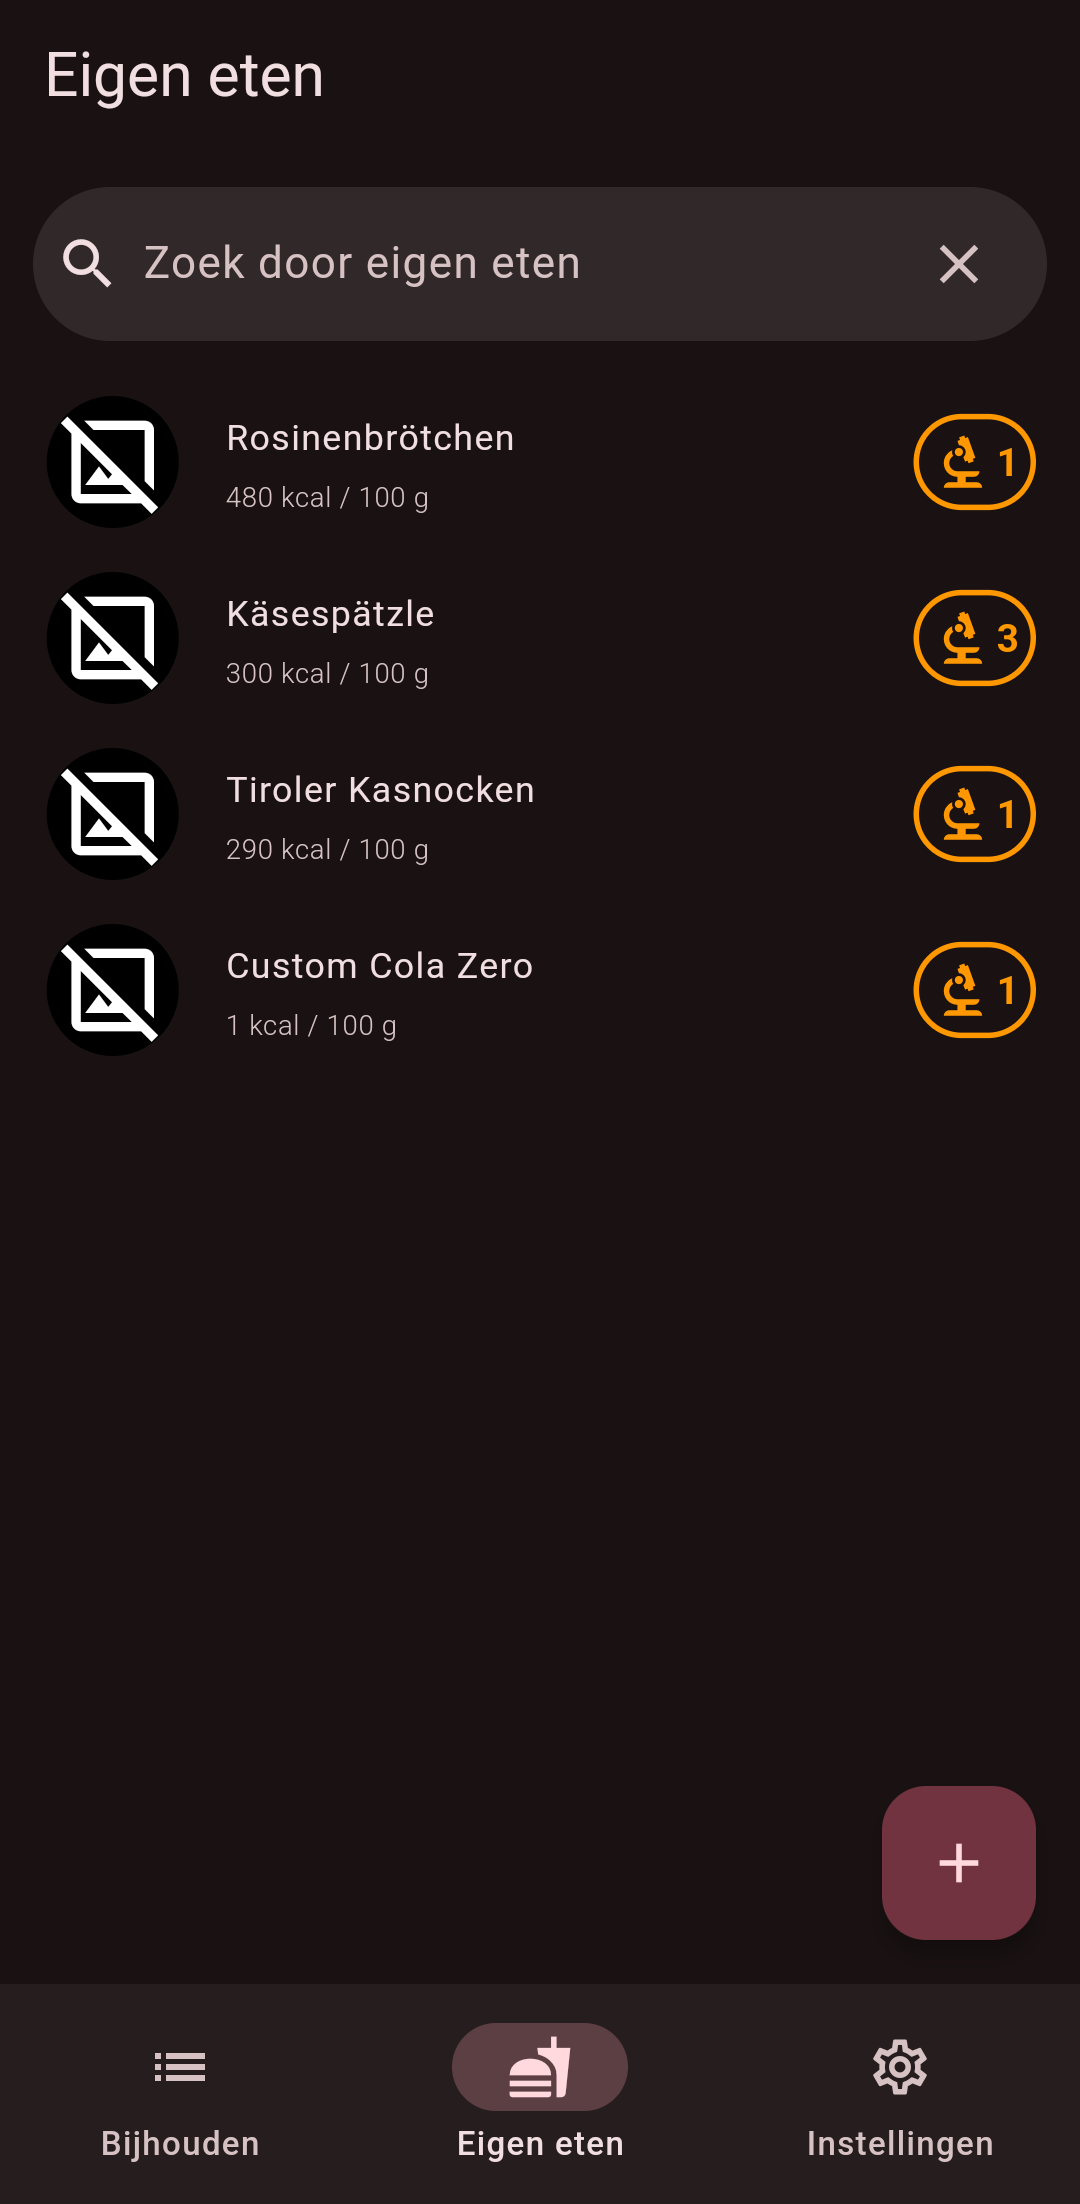 Eigen eten
Zoek door eigen eten
Rosinenbrötchen
480 kcal / 100 g
1
Käsespätzle
300 kcal / 100 g
3
Tiroler Kasnocken
290 kcal / 100 g
1
Custom Cola Zero
1 kcal / 100 g
1
Bijhouden
Eigen eten
Instellingen